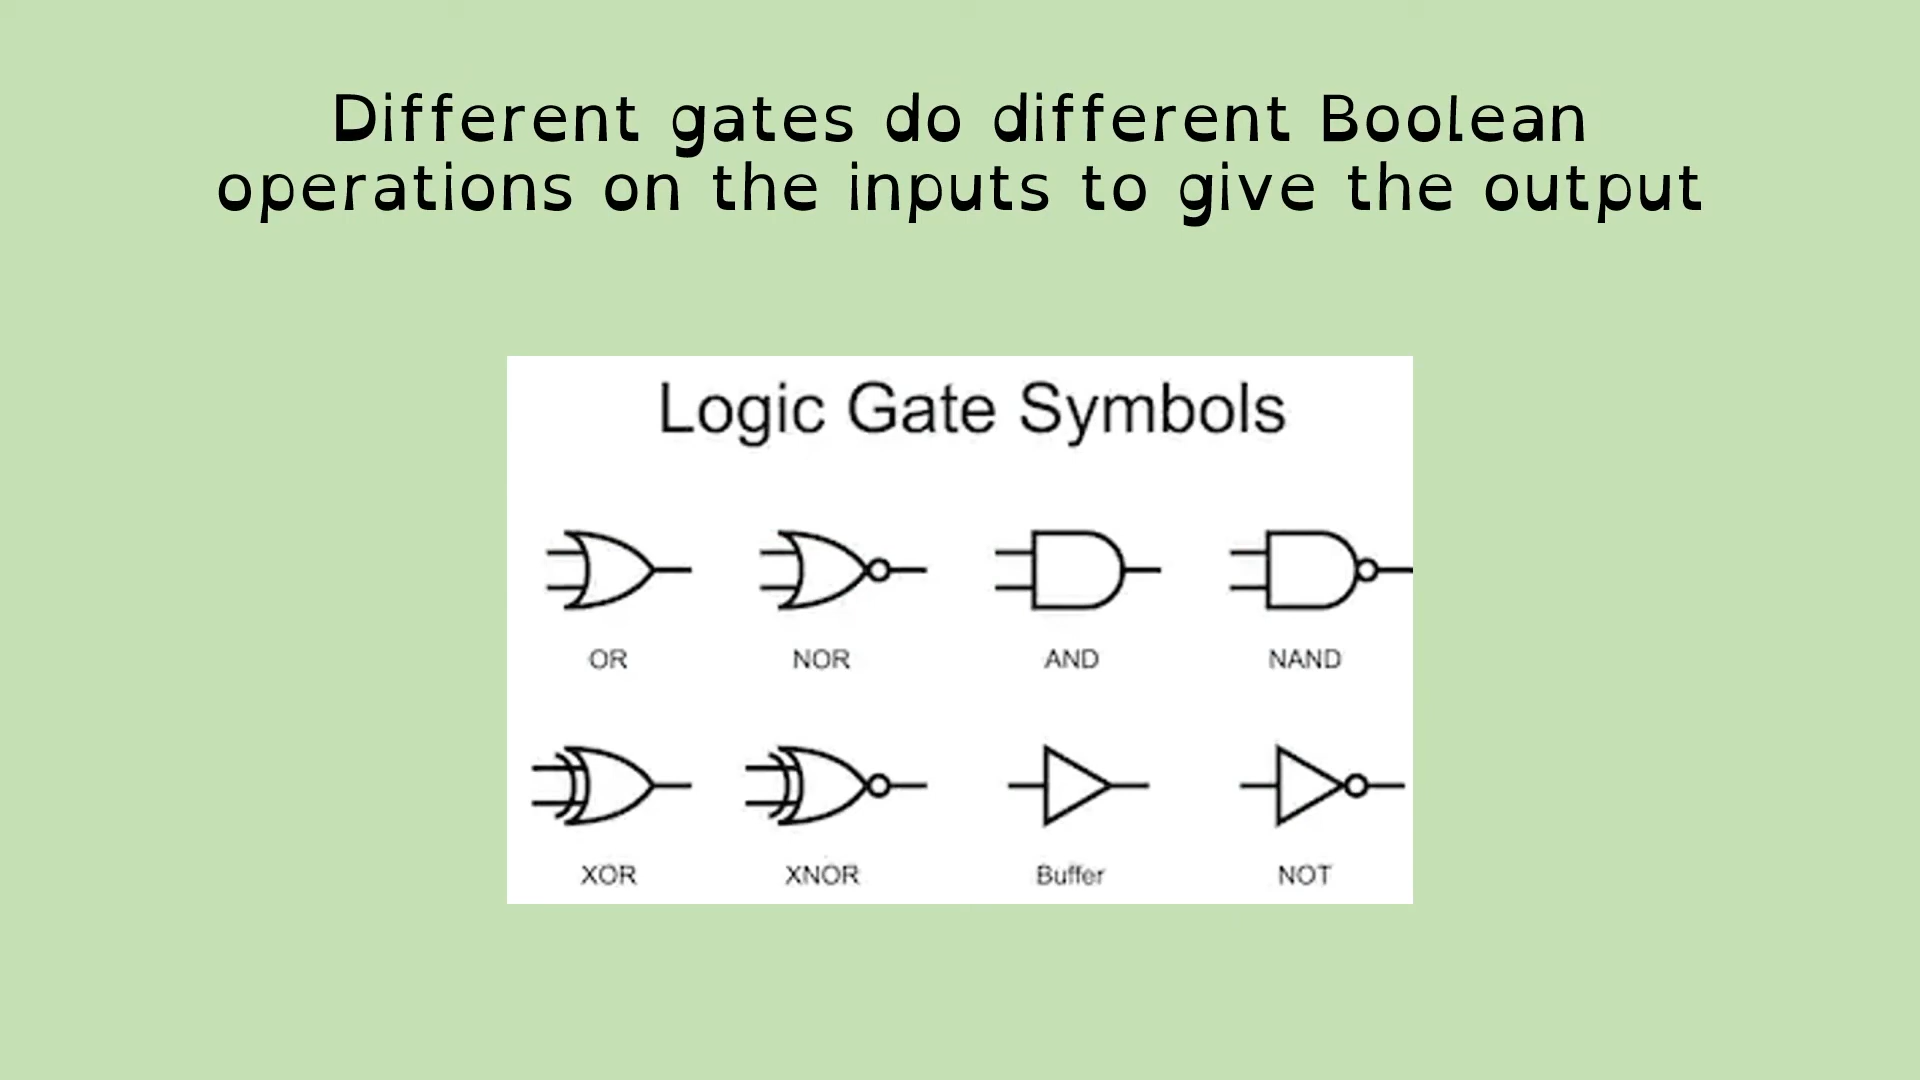 Different gates do different Boolean
operations on the inputs to give the output
Logic Gate Symbols
OR NOR AND NAND
XOR XNOR Buffer NOT